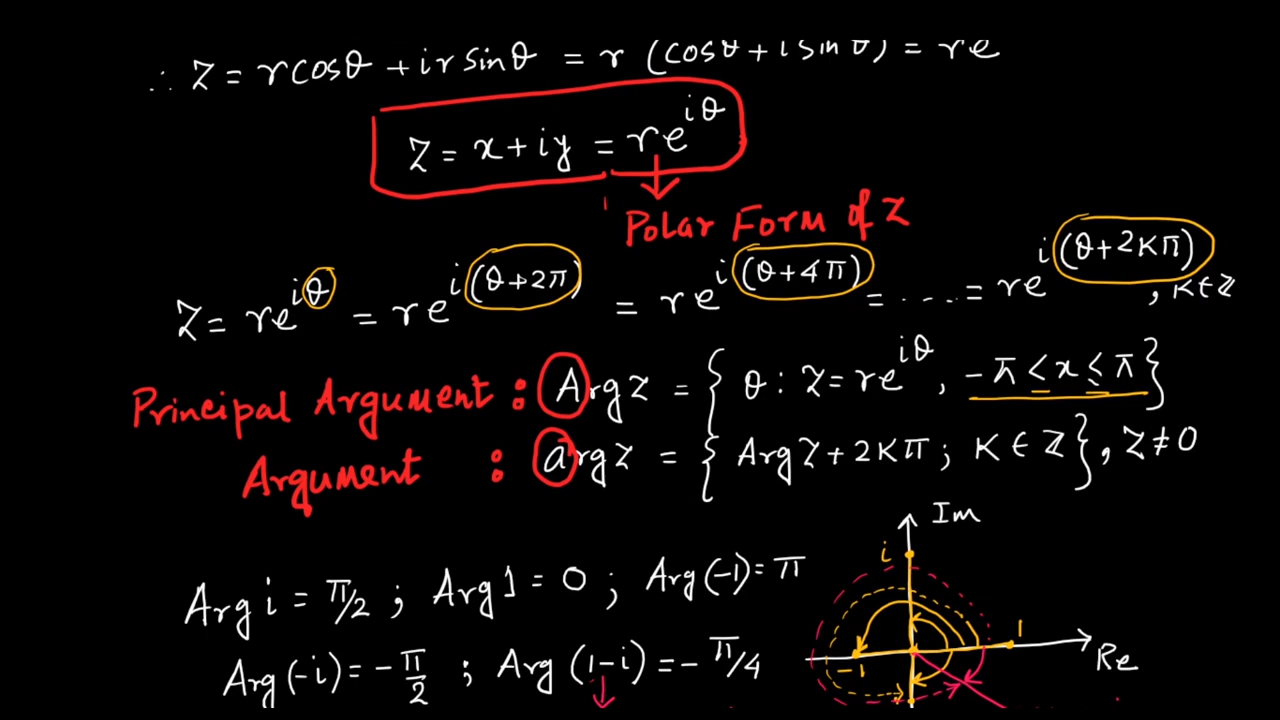 ∴ z = rcosθ + i r sinθ = r (cosθ + i sinθ) = re
z = x + iy = re^{iθ}
Polar Form of z
z = re^{iθ} = re^{i(θ+2π)} = re^{i(θ+4π)} = .... = re^{i(θ+2Kπ)}, K∈ℤ
Principal Argument : Arg z = { θ : z = re^{iθ}, -π ≤ x ≤ π }
Argument : arg z = { Arg z + 2Kπ ; K ∈ ℤ }, z ≠ 0
Im
i
Arg i = π/2 ; Arg 1 = 0 ; Arg(-1) = π
1
-1
Re
Arg(-i) = -π/2 ; Arg (1-i) = -π/4